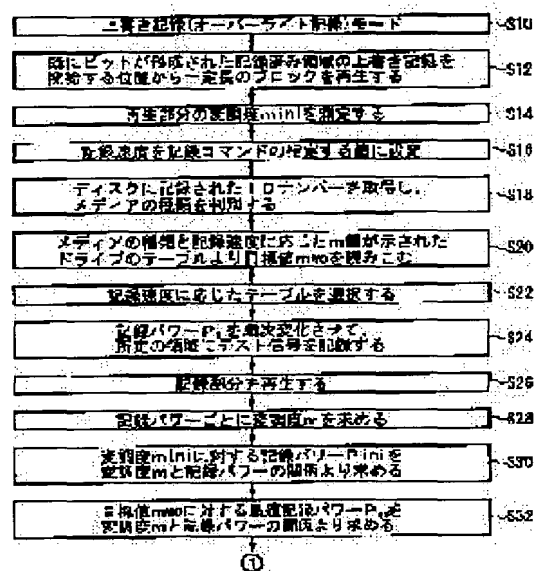 上書き記録(オーバーライト記録)モード
S10
既にピットが形成された記録済み領域の上書き記録を
開始する位置から一定長のブロックを再生する
S12
再生部分の変調度miniを測定する
S14
記録速度を記録コマンドの指定する値に設定
S16
ディスクに記録されたIDナンバーを取得し、
メディアの種類を判別する
S18
メディアの種類と記録速度に応じたm値が示された
ドライブのテーブルより目標値mwoを読みこむ
S20
記録速度に応じたテーブルを選択する
S22
記録パワーPを順次変化させて、
所定の領域にテスト信号を記録する
S24
記録部分を再生する
S26
記録パワーごとに変調度mを求める
S28
変調度miniに対する記録パワーPiniを
変調度mと記録パワーの関係より求める
S30
目標値mwoに対する最適記録パワーPoを
変調度mと記録パワーの関係より求める
S32
①